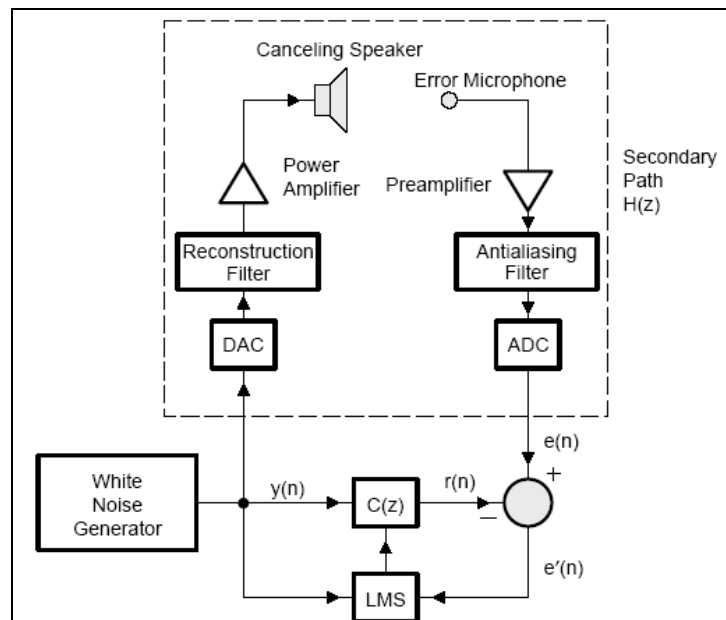 Canceling Speaker
Error Microphone
Power
Amplifier
Preamplifier
Secondary
Path
H(z)
Reconstruction
Filter
Antialiasing
Filter
DAC
ADC
e(n)
+
White
Noise
Generator
y(n)
C(z)
r(n)
−
e′(n)
LMS